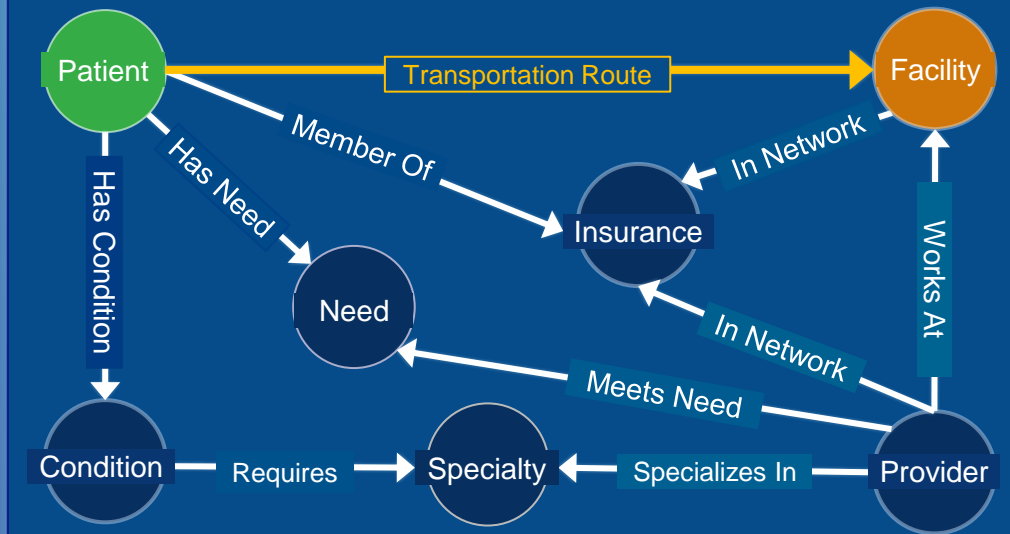 Patient
Transportation Route
Facility
Member Of
In Network
Has Need
Has Condition
Insurance
Works At
Need
In Network
Meets Need
Condition
Requires
Specialty
Specializes In
Provider